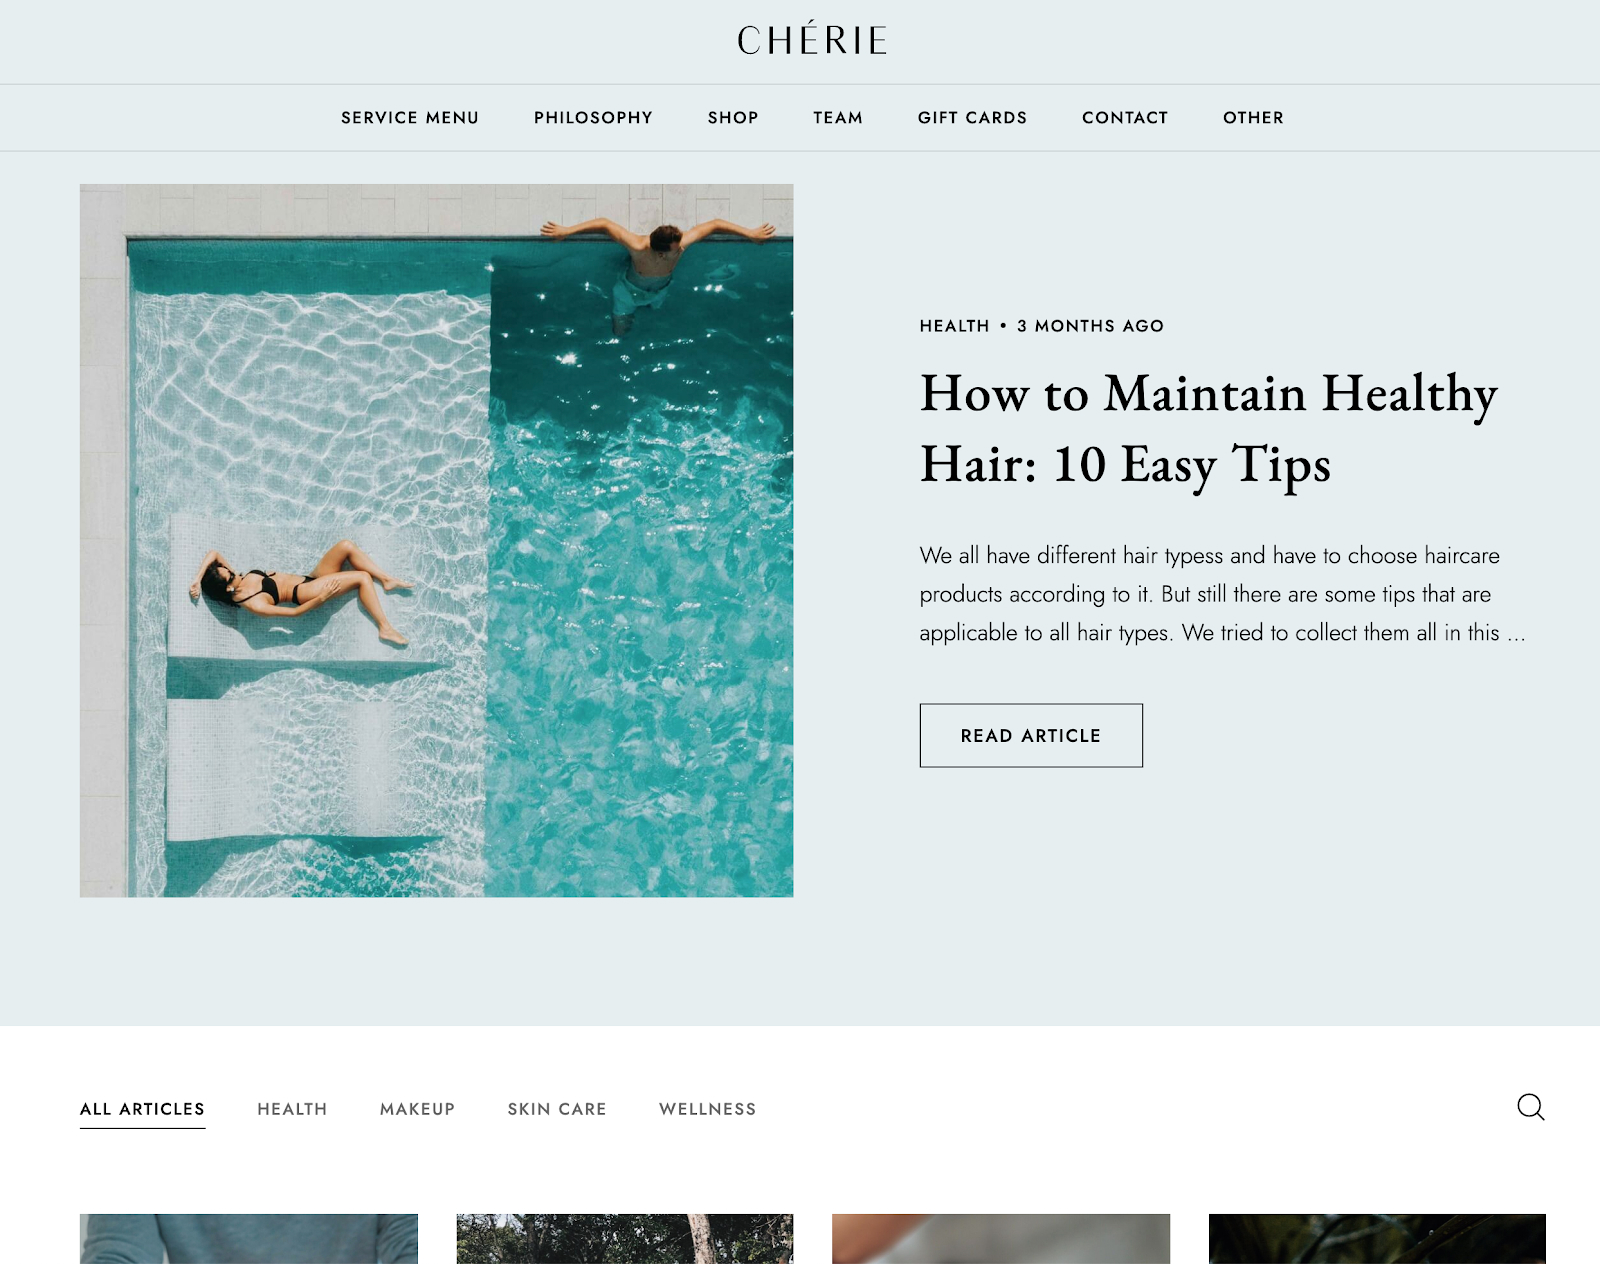 CHÉRIE
SERVICE MENU PHILOSOPHY SHOP TEAM GIFT CARDS CONTACT OTHER
HEALTH • 3 MONTHS AGO
How to Maintain Healthy
Hair: 10 Easy Tips
We all have different hair typess and have to choose haircare
products according to it. But still there are some tips that are
applicable to all hair types. We tried to collect them all in this ...
READ ARTICLE
ALL ARTICLES HEALTH MAKEUP SKIN CARE WELLNESS